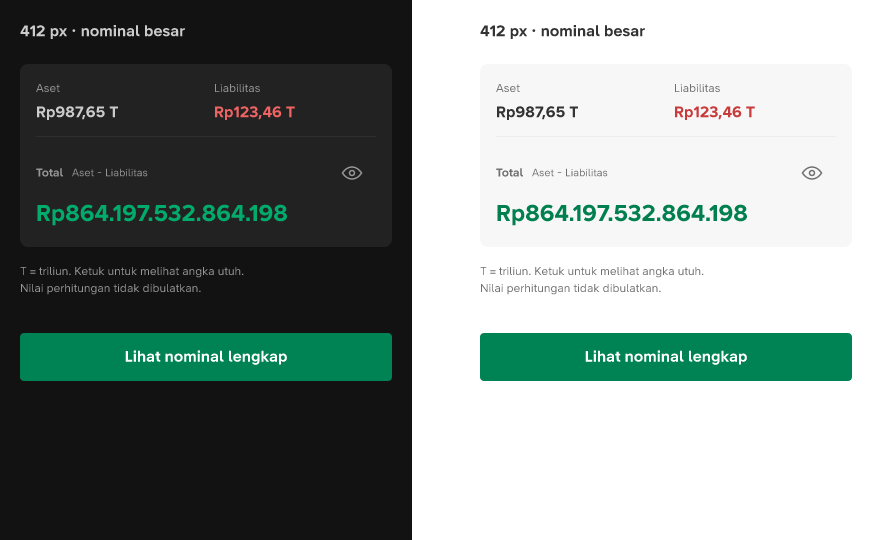 412 px · nominal besar
Aset
Liabilitas
Rp987,65 T
Rp123,46 T
Total Aset - Liabilitas
Rp864.197.532.864.198
T = triliun. Ketuk untuk melihat angka utuh.
Nilai perhitungan tidak dibulatkan.
Lihat nominal lengkap
412 px · nominal besar
Aset
Liabilitas
Rp987,65 T
Rp123,46 T
Total Aset - Liabilitas
Rp864.197.532.864.198
T = triliun. Ketuk untuk melihat angka utuh.
Nilai perhitungan tidak dibulatkan.
Lihat nominal lengkap